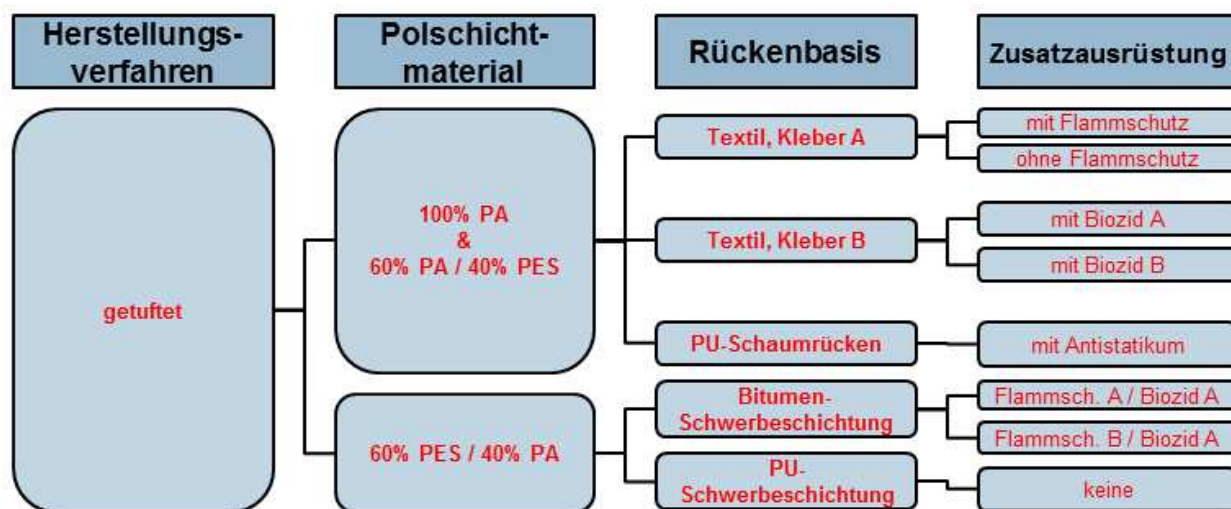 Herstellungs-
verfahren
Polschicht-
material
Rückenbasis
Zusatzausrüstung
getuftet
100% PA
&
60% PA / 40% PES
60% PES / 40% PA
Textil, Kleber A
Textil, Kleber B
PU-Schaumrücken
Bitumen-
Schwerbeschichtung
PU-
Schwerbeschichtung
mit Flammschutz
ohne Flammschutz
mit Biozid A
mit Biozid B
mit Antistatikum
Flammsch. A / Biozid A
Flammsch. B / Biozid A
keine